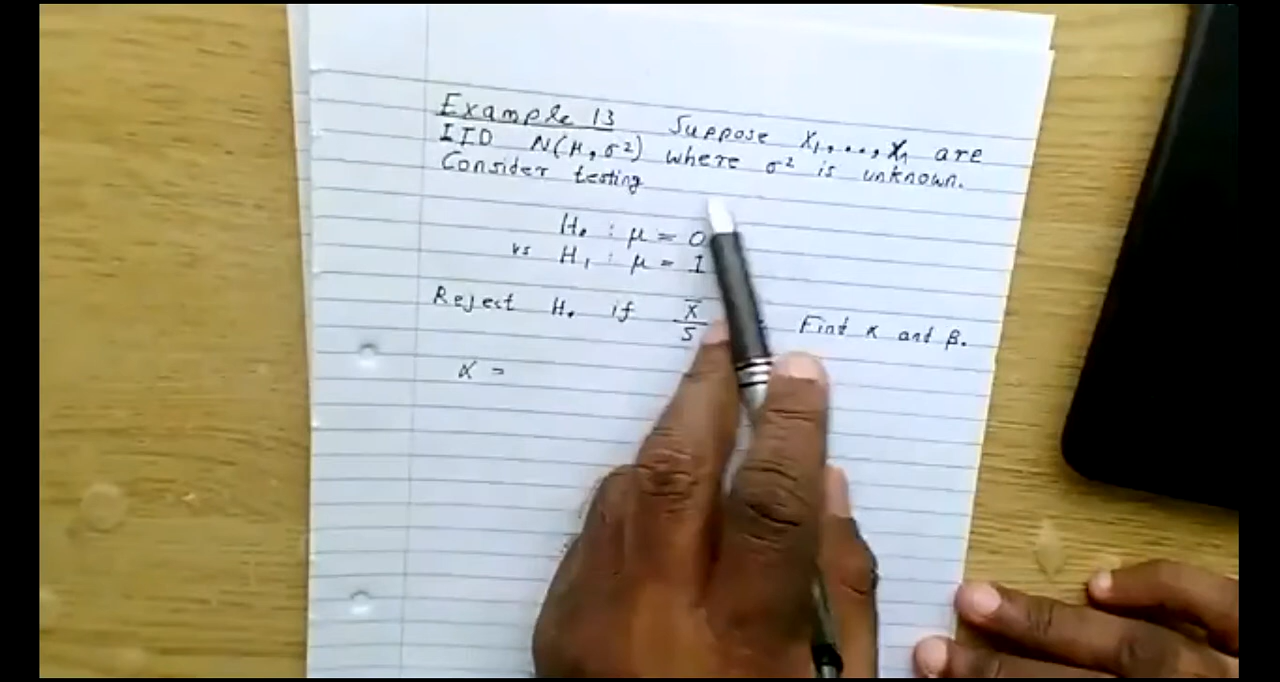 Example 13 Suppose X₁,..., Xₙ are
IID N(μ, σ²) where σ² is unknown.
Consider testing
H₀ : μ = 0
vs H₁ : μ = 1
Reject H₀ if X̄/S Find α and β.
α =